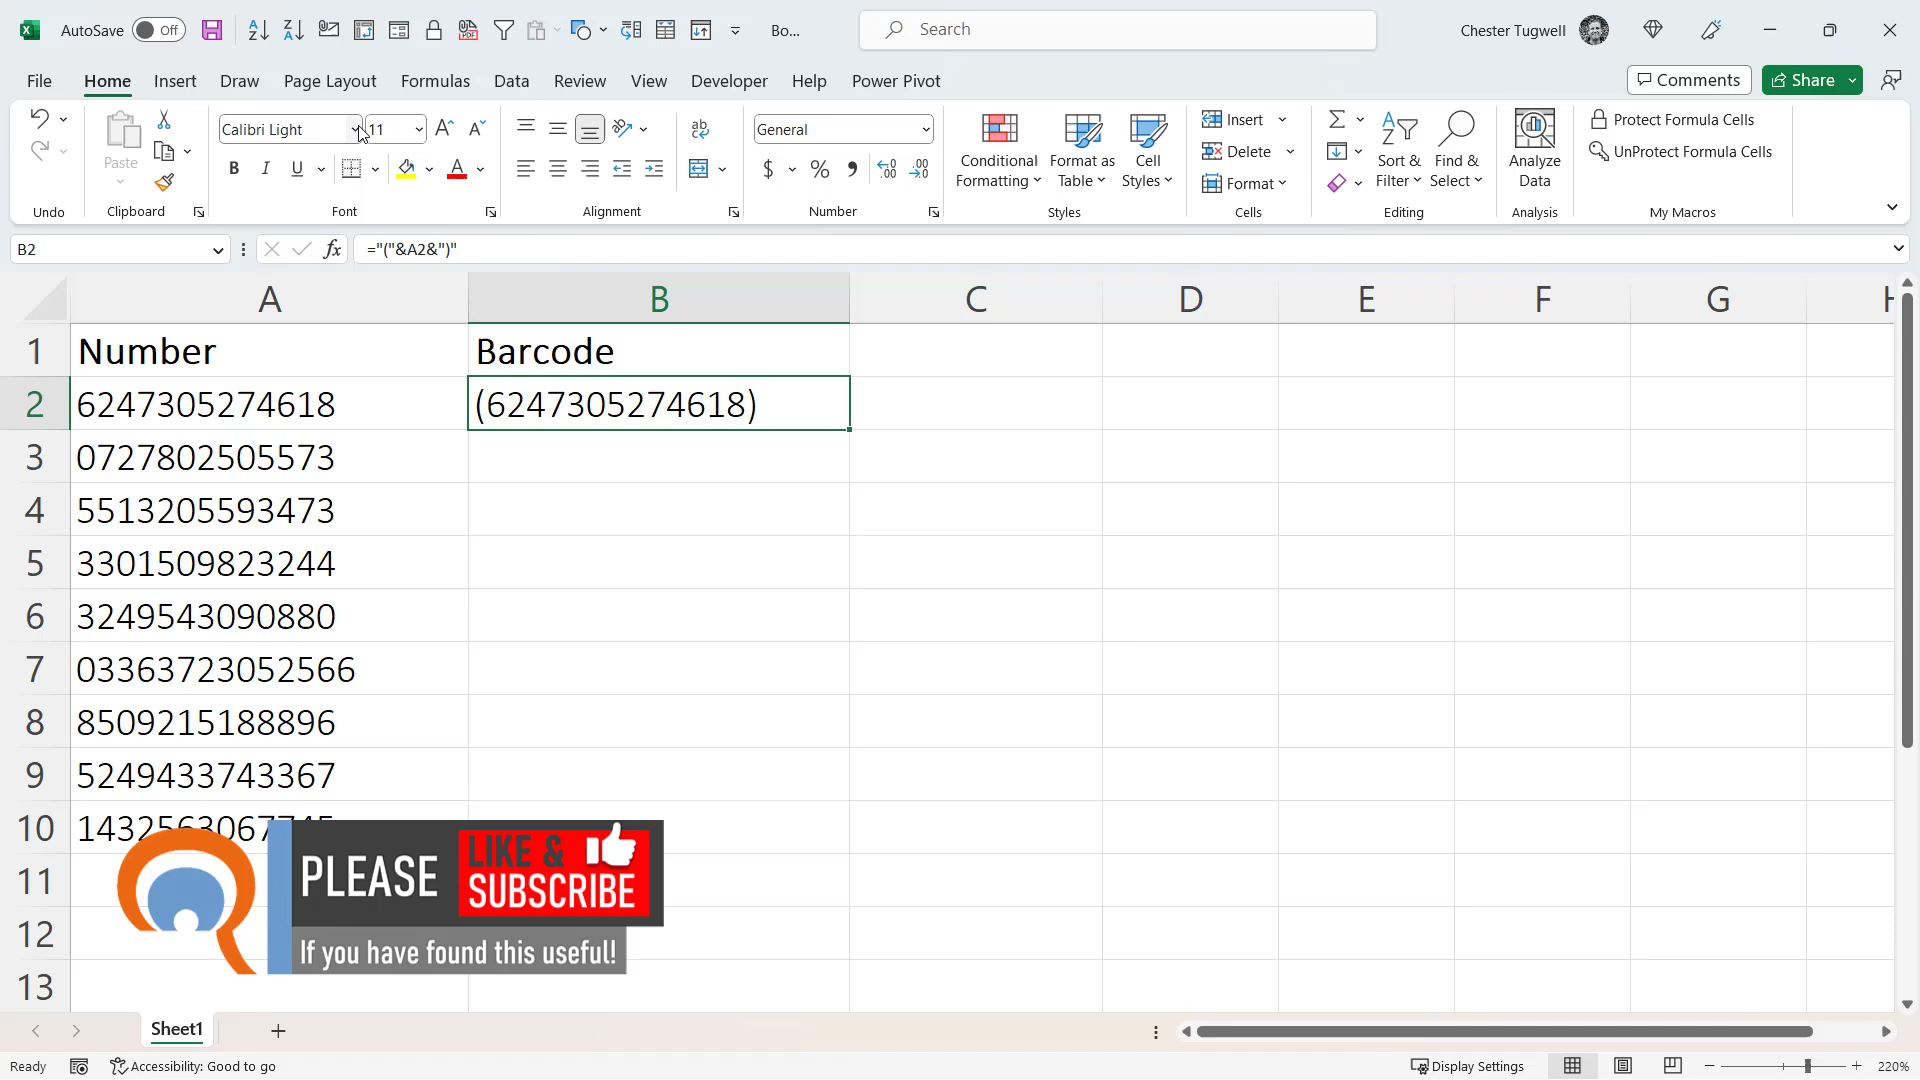 AutoSave Off Bo... Search Chester Tugwell
File Home Insert Draw Page Layout Formulas Data Review View Developer Help Power Pivot Comments Share
Paste Calibri Light 11 General Conditional Formatting Format as Table Cell Styles Insert Delete Format Sort & Filter Find & Select Analyze Data Protect Formula Cells UnProtect Formula Cells
Undo Clipboard Font Alignment Number Styles Cells Editing Analysis My Macros
B2 fx ="("&A2&")"
A B C D E F G H
1 Number Barcode
2 6247305274618 (6247305274618)
3 0727802505573
4 5513205593473
5 3301509823244
6 3249543090880
7 03363723052566
8 8509215188896
9 5249433743367
10 1432563067745
11
12
13
PLEASE LIKE & SUBSCRIBE
If you have found this useful!
Sheet1
Ready Accessibility: Good to go Display Settings 220%